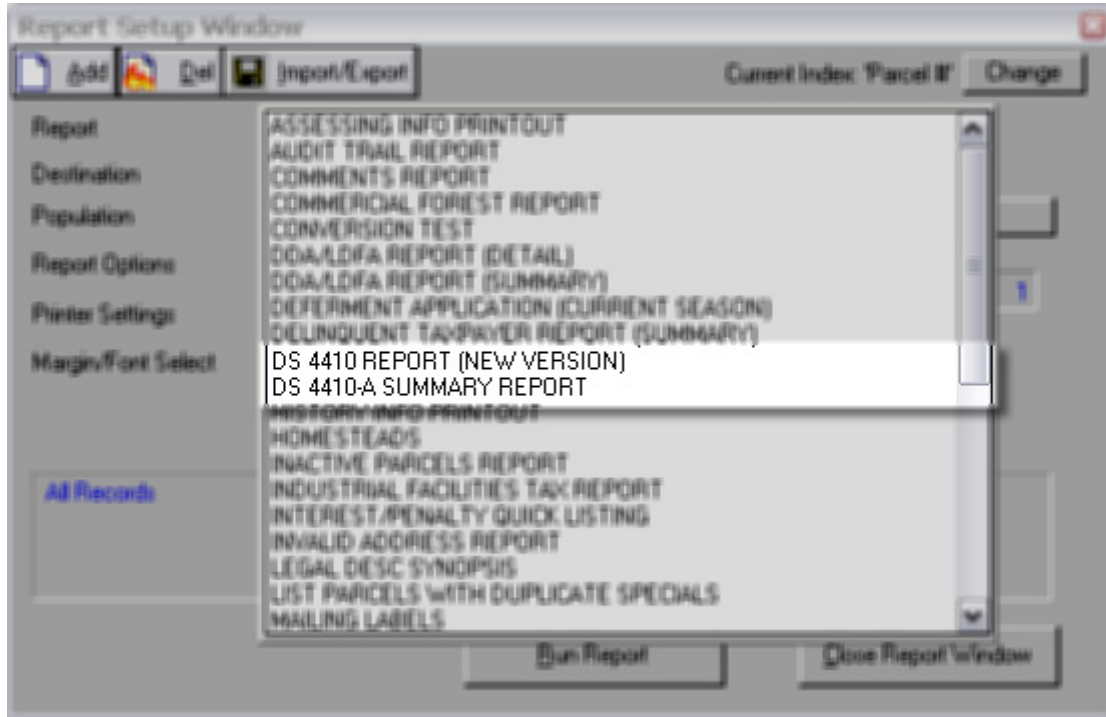 Report Setup Window
Add Del Import/Export Current Index: 'Parcel #' Change
Report
Destination
Population
Report Options
Printer Settings
Margin/Font Select
ASSESSING INFO PRINTOUT
AUDIT TRAIL REPORT
COMMENTS REPORT
COMMERCIAL FOREST REPORT
CONVERSION TEST
DDA/LDFA REPORT (DETAIL)
DDA/LDFA REPORT (SUMMARY)
DEFERMENT APPLICATION (CURRENT SEASON)
DELINQUENT TAXPAYER REPORT (SUMMARY)
DS 4410 REPORT (NEW VERSION)
DS 4410-A SUMMARY REPORT
HISTORY INFO PRINTOUT
HOMESTEADS
INACTIVE PARCELS REPORT
INDUSTRIAL FACILITIES TAX REPORT
INTEREST/PENALTY QUICK LISTING
INVALID ADDRESS REPORT
LEGAL DESC SYNOPSIS
LIST PARCELS WITH DUPLICATE SPECIALS
MAILING LABELS
1
All Records
Run Report Close Report Window